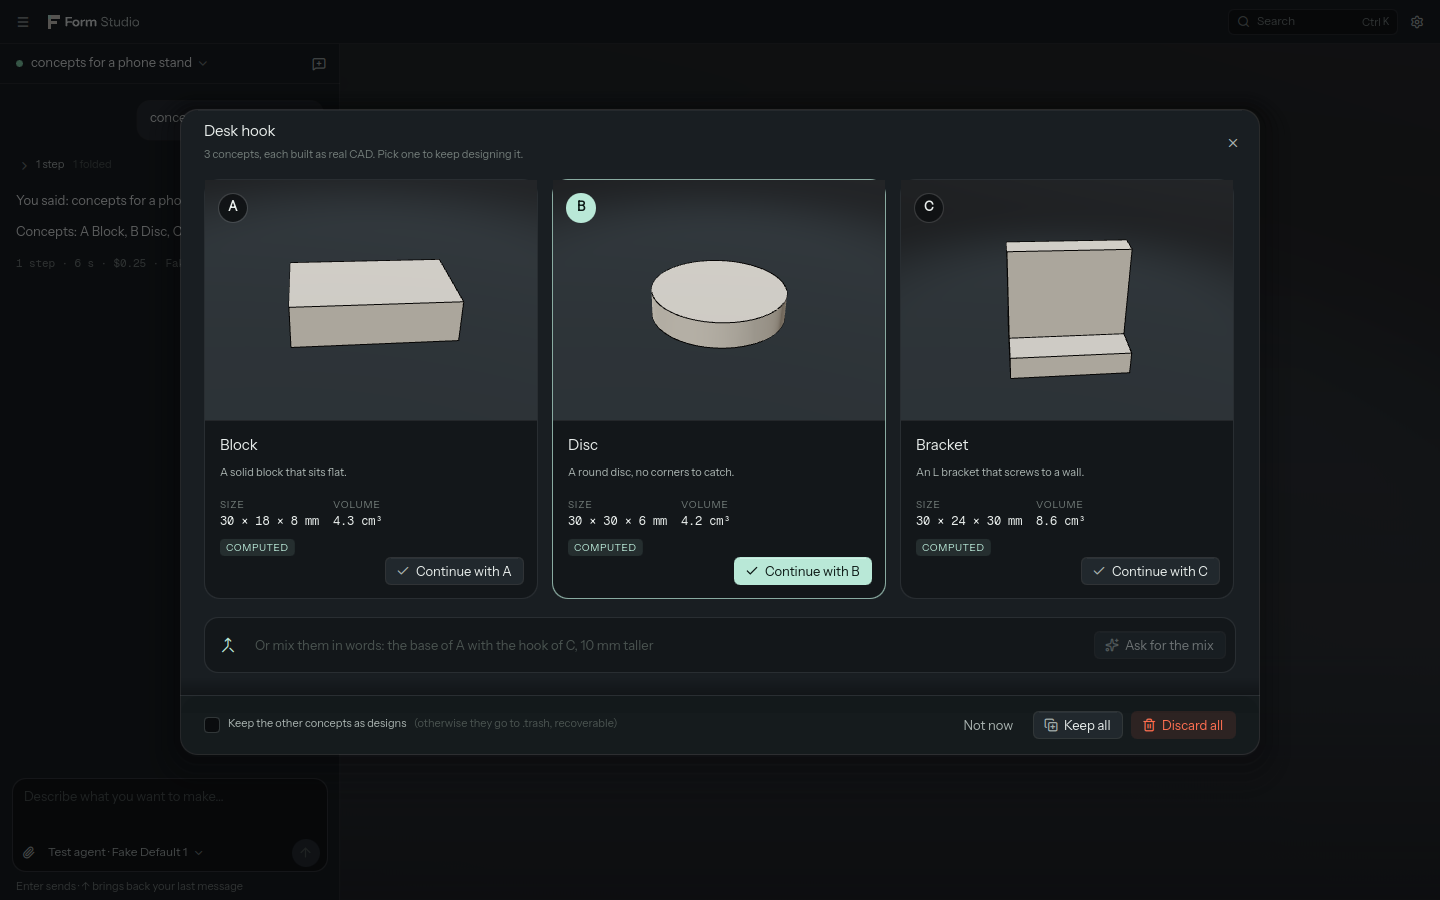 Form Studio
Search Ctrl K
concepts for a phone stand
conce
1 step 1 folded
You said: concepts for a pho
Concepts: A Block, B Disc, C
1 step · 6 s · $0.25 · Fa
Desk hook
3 concepts, each built as real CAD. Pick one to keep designing it.
A
Block
A solid block that sits flat.
SIZE VOLUME
30 × 18 × 8 mm 4.3 cm³
COMPUTED
Continue with A
B
Disc
A round disc, no corners to catch.
SIZE VOLUME
30 × 30 × 6 mm 4.2 cm³
COMPUTED
Continue with B
C
Bracket
An L bracket that screws to a wall.
SIZE VOLUME
30 × 24 × 30 mm 8.6 cm³
COMPUTED
Continue with C
Or mix them in words: the base of A with the hook of C, 10 mm taller
Ask for the mix
Keep the other concepts as designs (otherwise they go to .trash, recoverable)
Not now Keep all Discard all
Describe what you want to make...
Test agent · Fake Default 1
Enter sends · ↑ brings back your last message